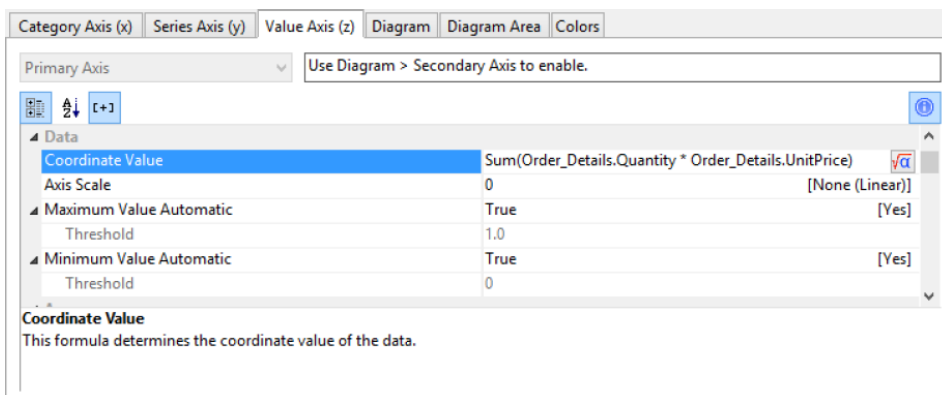 Category Axis (x) Series Axis (y) Value Axis (z) Diagram Diagram Area Colors
Primary Axis Use Diagram > Secondary Axis to enable.
A Z [+]
Data
Coordinate Value Sum(Order_Details.Quantity * Order_Details.UnitPrice) √α
Axis Scale 0 [None (Linear)]
Maximum Value Automatic True [Yes]
Threshold 1.0
Minimum Value Automatic True [Yes]
Threshold 0
Coordinate Value
This formula determines the coordinate value of the data.